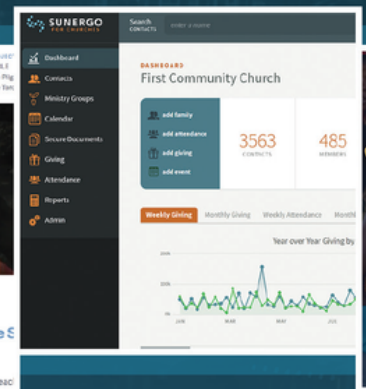 SUNERGO
FOR CHURCHES
Search
CONTACTS
enter a name
Dashboard
Contacts
Ministry Groups
Calendar
Secure Documents
Giving
Attendance
Reports
Admin
DASHBOARD
First Community Church
add family
add attendance
add giving
add event
3563
CONTACTS
485
MEMBERS
Weekly Giving
Monthly Giving
Weekly Attendance
Month
Year over Year Giving by
JAN
MAR
MAY
JUL